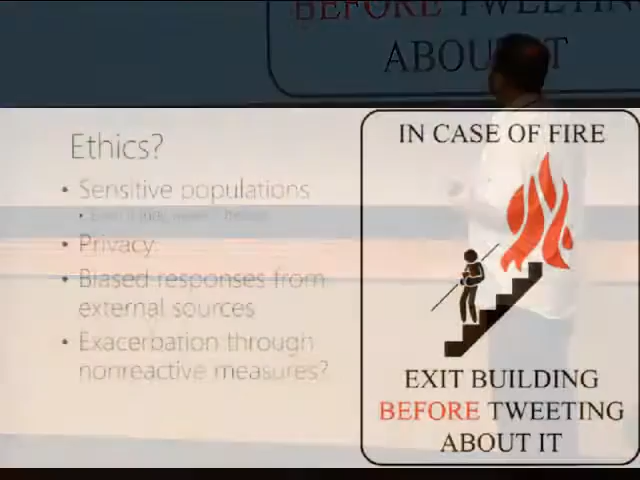 BEFORE TWEETIN
ABOU T
Ethics?
• Sensitive populations
• Privacy
• Biased responses from
external sources
• Exacerbation through
nonreactive measures?
IN CASE OF FIRE
EXIT BUILDING
BEFORE TWEETING
ABOUT IT